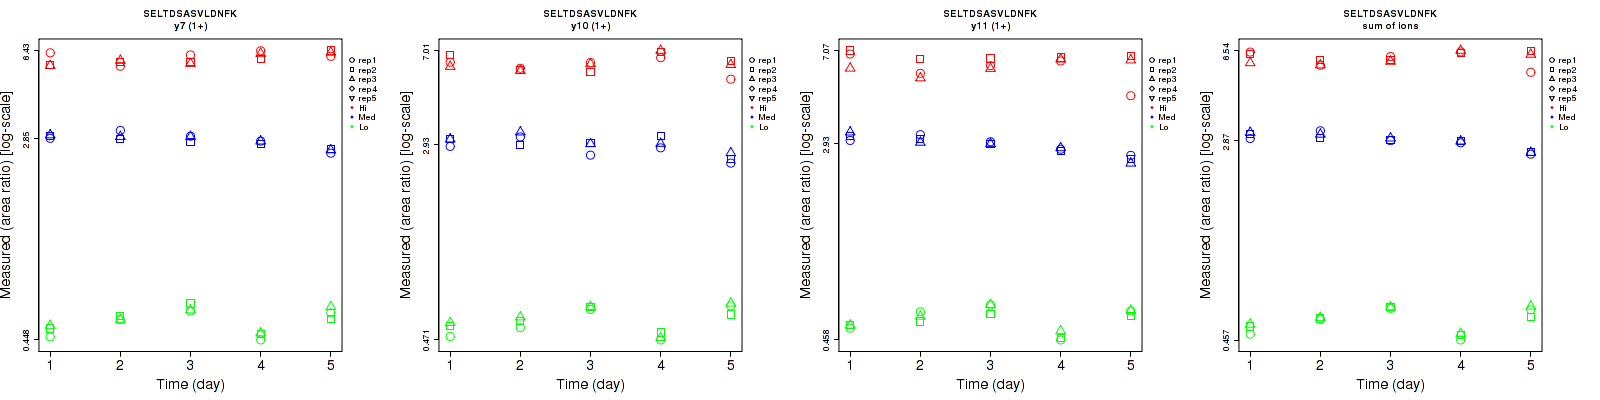 SELTDSASVLDNFK
y7 (1+)
Measured (area ratio) [log-scale]
6.43
2.85
0.448
1 2 3 4 5
Time (day)
rep1
rep2
rep3
rep4
rep5
Hi
Med
Lo
SELTDSASVLDNFK
y10 (1+)
Measured (area ratio) [log-scale]
7.01
2.93
0.471
1 2 3 4 5
Time (day)
rep1
rep2
rep3
rep4
rep5
Hi
Med
Lo
SELTDSASVLDNFK
y11 (1+)
Measured (area ratio) [log-scale]
7.07
2.93
0.458
1 2 3 4 5
Time (day)
rep1
rep2
rep3
rep4
rep5
Hi
Med
Lo
SELTDSASVLDNFK
sum of ions
Measured (area ratio) [log-scale]
6.54
2.87
0.457
1 2 3 4 5
Time (day)
rep1
rep2
rep3
rep4
rep5
Hi
Med
Lo